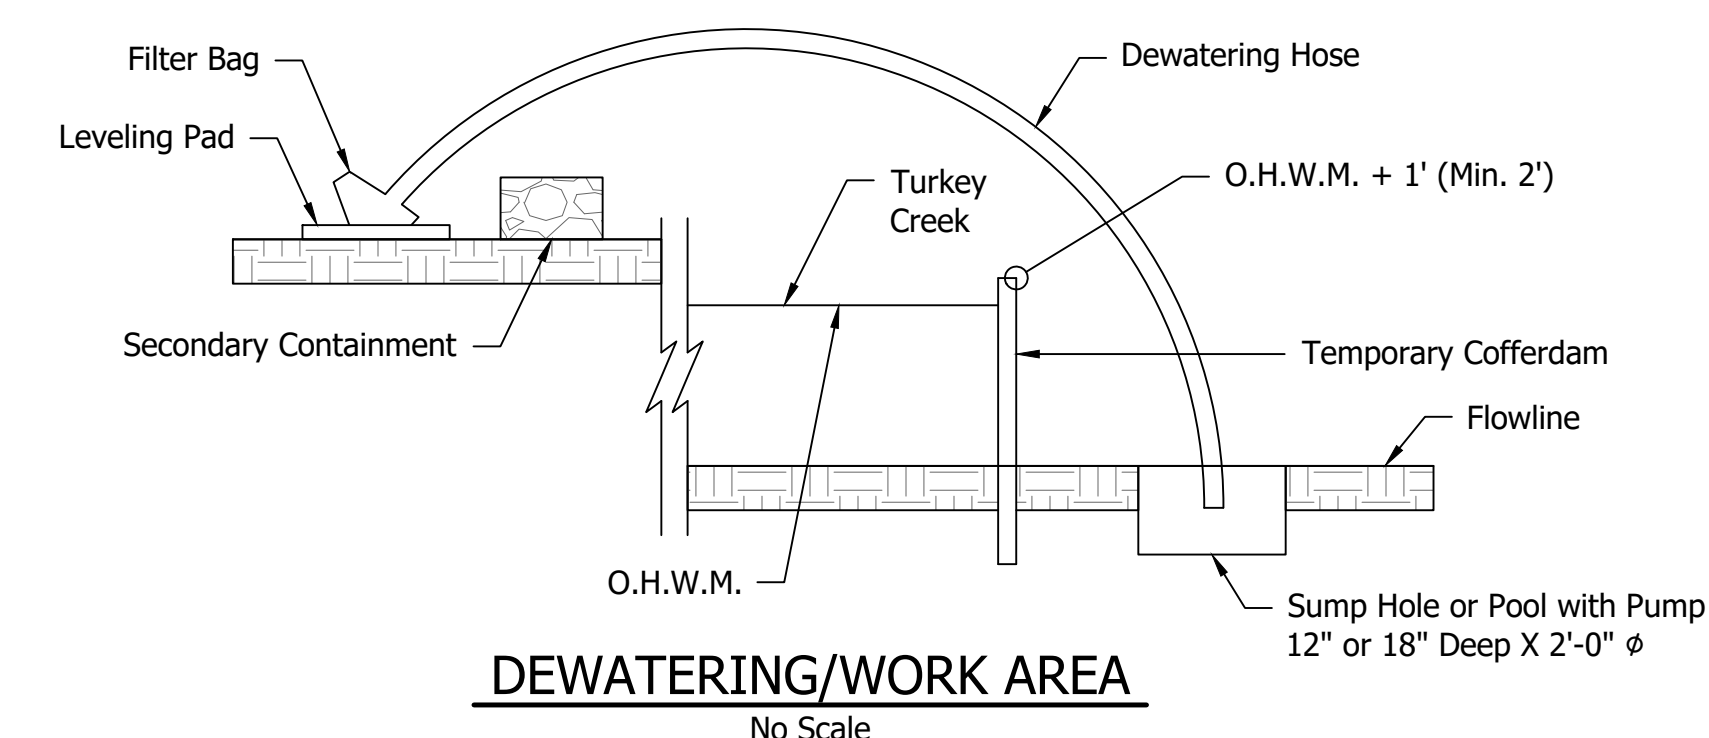 Filter Bag
Dewatering Hose
Leveling Pad
O.H.W.M. + 1' (Min. 2')
Turkey
Creek
Secondary Containment
Temporary Cofferdam
Flowline
O.H.W.M.
Sump Hole or Pool with Pump
12" or 18" Deep X 2'-0" ⌀
DEWATERING/WORK AREA
No Scale